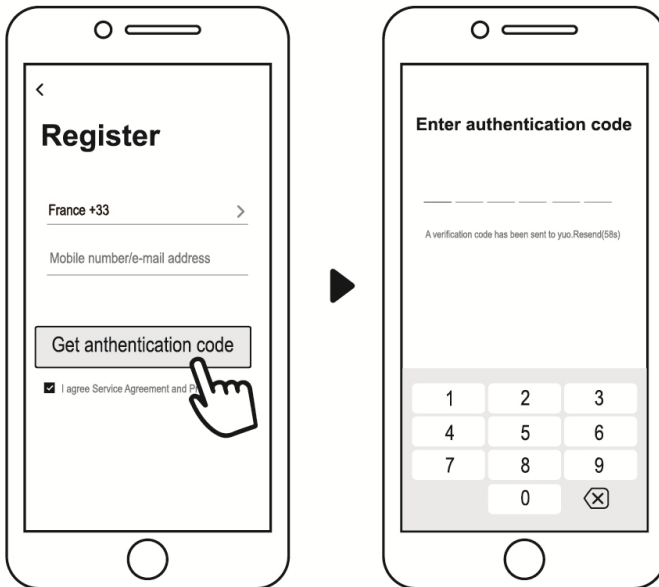 Register
France +33
Mobile number/e-mail address
Get anthentication code
I agree Service Agreement and
Enter authentication code
A verification code has been sent to yuo.Resend(58s)
1 2 3
4 5 6
7 8 9
0